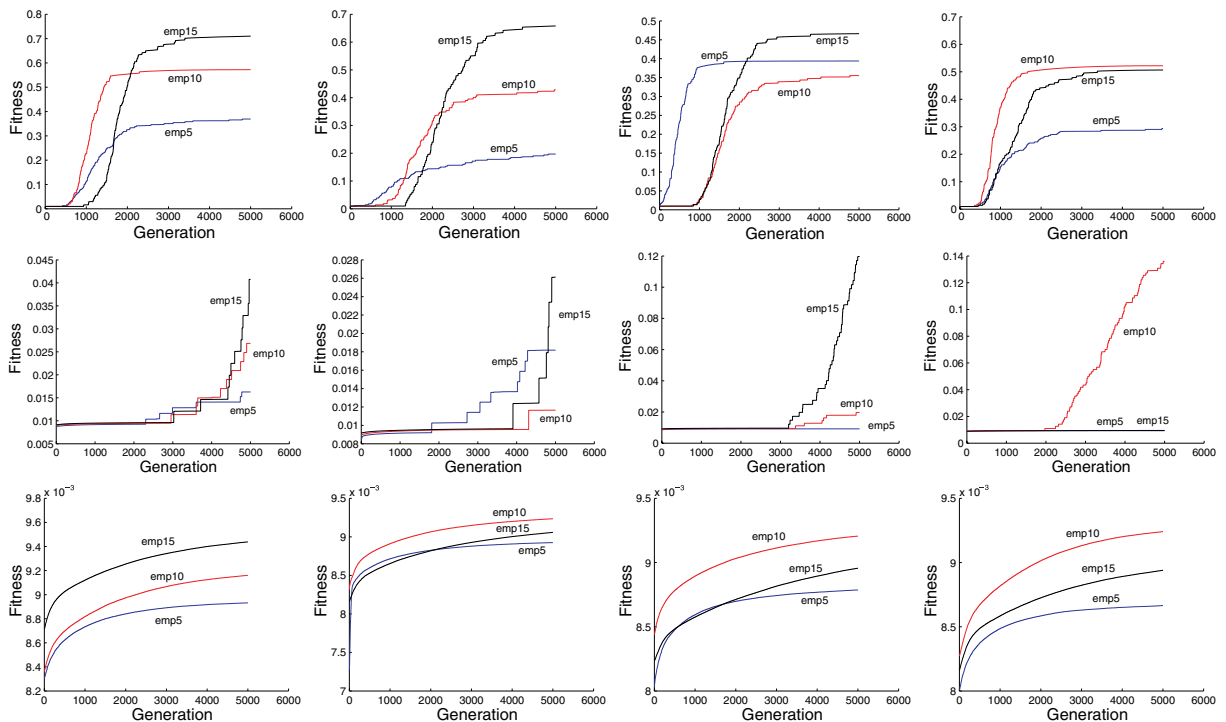 0.8
0.7
0.6
0.5
0.4
0.3
0.2
0.1
0
Fitness
emp15
emp10
emp5
0 1000 2000 3000 4000 5000 6000
Generation
0.7
0.6
0.5
0.4
0.3
0.2
0.1
0
Fitness
emp15
emp10
emp5
0 1000 2000 3000 4000 5000 6000
Generation
0.5
0.45
0.4
0.35
0.3
0.25
0.2
0.15
0.1
0.05
0
Fitness
emp5
emp15
emp10
0 1000 2000 3000 4000 5000 6000
Generation
0.7
0.6
0.5
0.4
0.3
0.2
0.1
0
Fitness
emp10
emp15
emp5
0 1000 2000 3000 4000 5000 6000
Generation
0.045
0.04
0.035
0.03
0.025
0.02
0.015
0.01
0.005
Fitness
emp15
emp10
emp5
0 1000 2000 3000 4000 5000 6000
Generation
0.028
0.026
0.024
0.022
0.02
0.018
0.016
0.014
0.012
0.01
0.008
Fitness
emp15
emp5
emp10
0 1000 2000 3000 4000 5000 6000
Generation
0.12
0.1
0.08
0.06
0.04
0.02
0
Fitness
emp15
emp10
emp5
0 1000 2000 3000 4000 5000 6000
Generation
0.14
0.12
0.1
0.08
0.06
0.04
0.02
0
Fitness
emp10
emp5 emp15
0 1000 2000 3000 4000 5000 6000
Generation
x 10⁻³
9.8
9.6
9.4
9.2
9
8.8
8.6
8.4
8.2
Fitness
emp15
emp10
emp5
0 1000 2000 3000 4000 5000 6000
Generation
x 10⁻³
9.5
9
8.5
8
7.5
7
Fitness
emp10
emp15
emp5
0 1000 2000 3000 4000 5000 6000
Generation
x 10⁻³
9.5
9
8.5
8
Fitness
emp10
emp15
emp5
0 1000 2000 3000 4000 5000 6000
Generation
x 10⁻³
9.5
9
8.5
8
Fitness
emp10
emp15
emp5
0 1000 2000 3000 4000 5000 6000
Generation